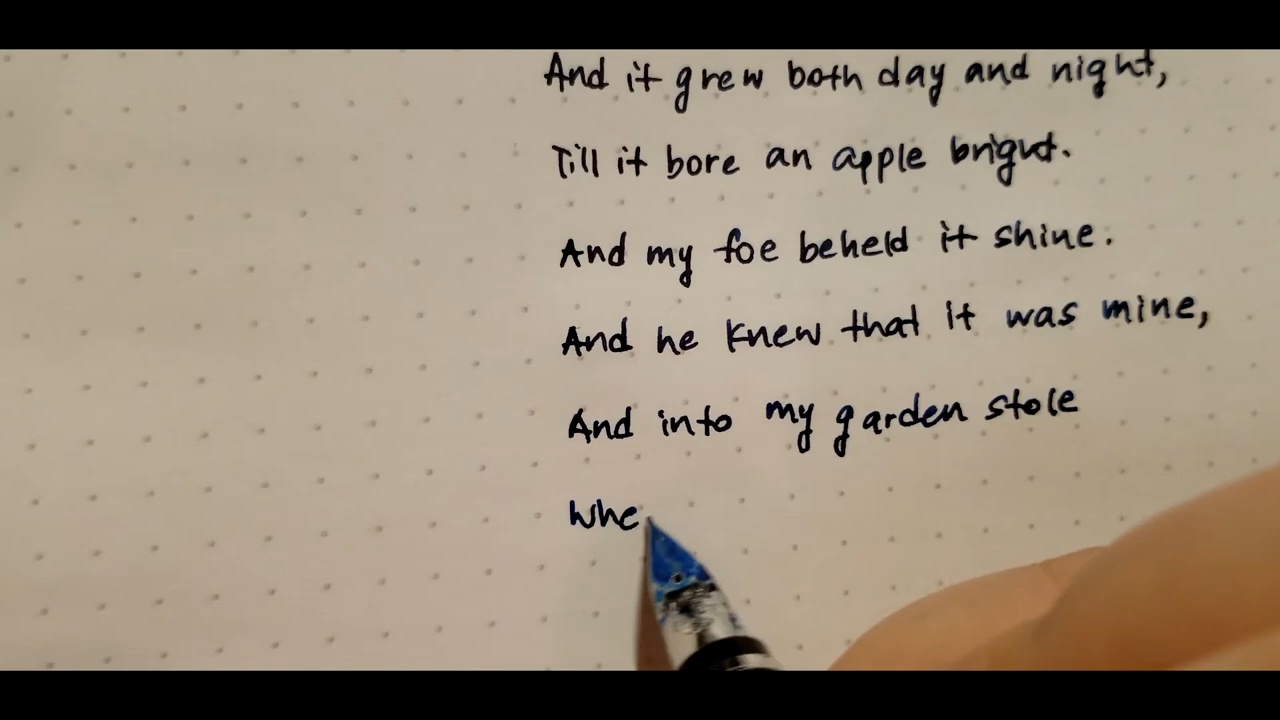 And it grew both day and night,
Till it bore an apple bright.
And my foe beheld it shine.
And he knew that it was mine,
And into my garden stole
Whe